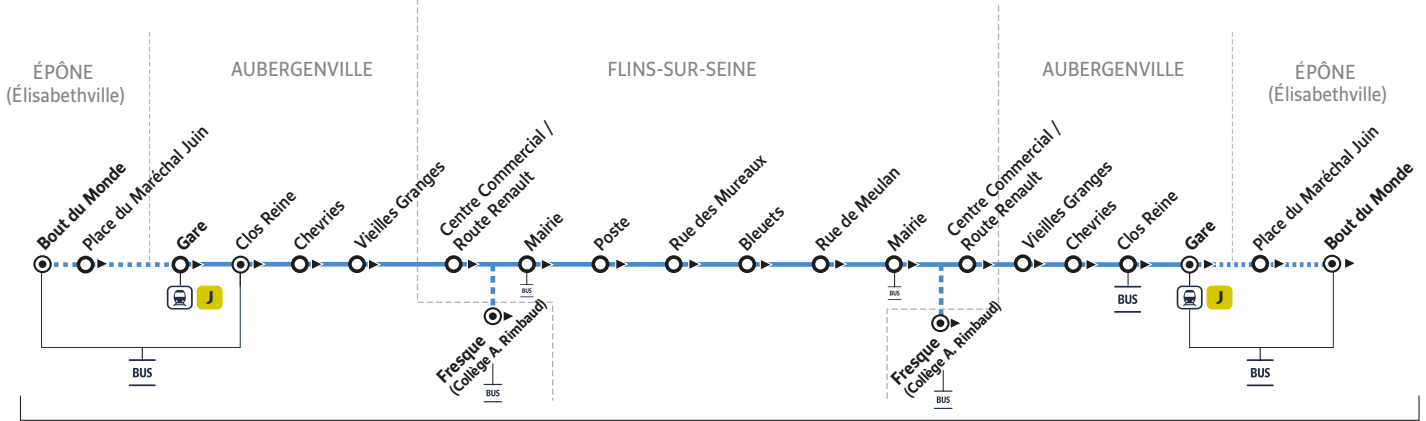 ÉPÔNE
(Élisabethville)
AUBERGENVILLE
FLINS-SUR-SEINE
AUBERGENVILLE
ÉPÔNE
(Élisabethville)
Bout du Monde
Place du Maréchal Juin
Gare
Clos Reine
Chevries
Vieilles Granges
Centre Commercial /
Route Renault
Mairie
Poste
Rue des Mureaux
Bleuets
Rue de Meulan
Mairie
Centre Commercial /
Route Renault
Vieilles Granges
Chevries
Clos Reine
Gare
Place du Maréchal Juin
Bout du Monde
J
BUS
BUS
BUS
J
Fresque
(Collège A. Rimbaud)
Fresque
(Collège A. Rimbaud)
BUS
BUS
BUS
BUS